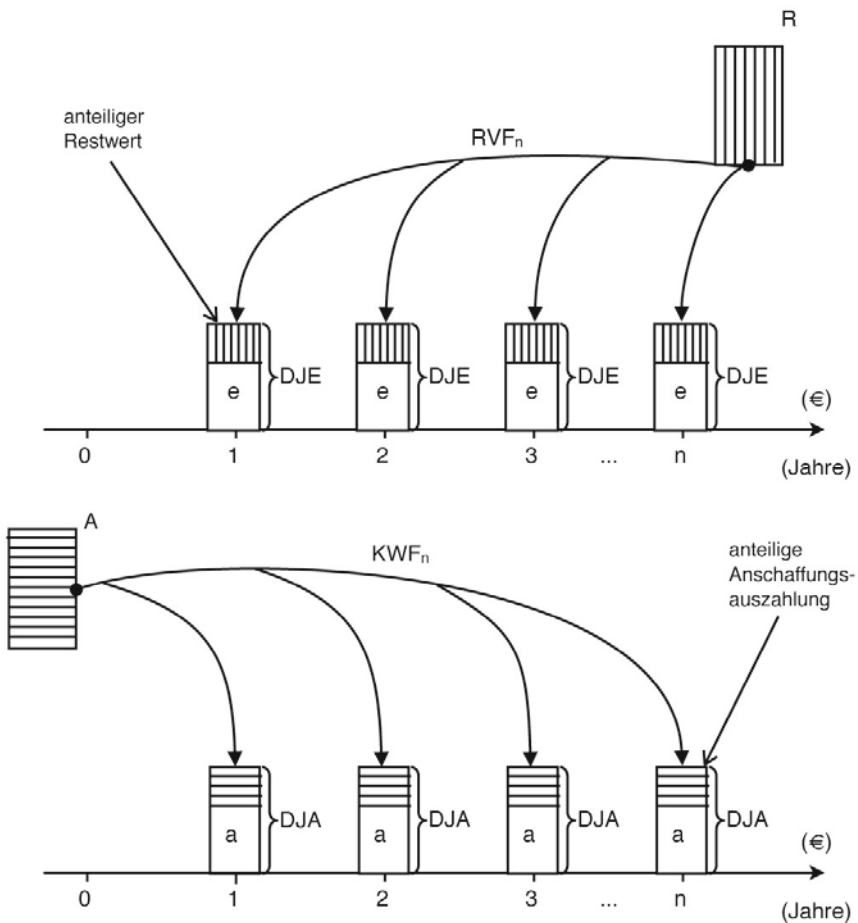 R
anteiliger
Restwert
RVFn
e DJE e DJE e DJE e DJE
(€)
0 1 2 3 ... n
(Jahre)
A
KWFn
anteilige
Anschaffungs-
auszahlung
a DJA a DJA a DJA a DJA
(€)
0 1 2 3 ... n
(Jahre)